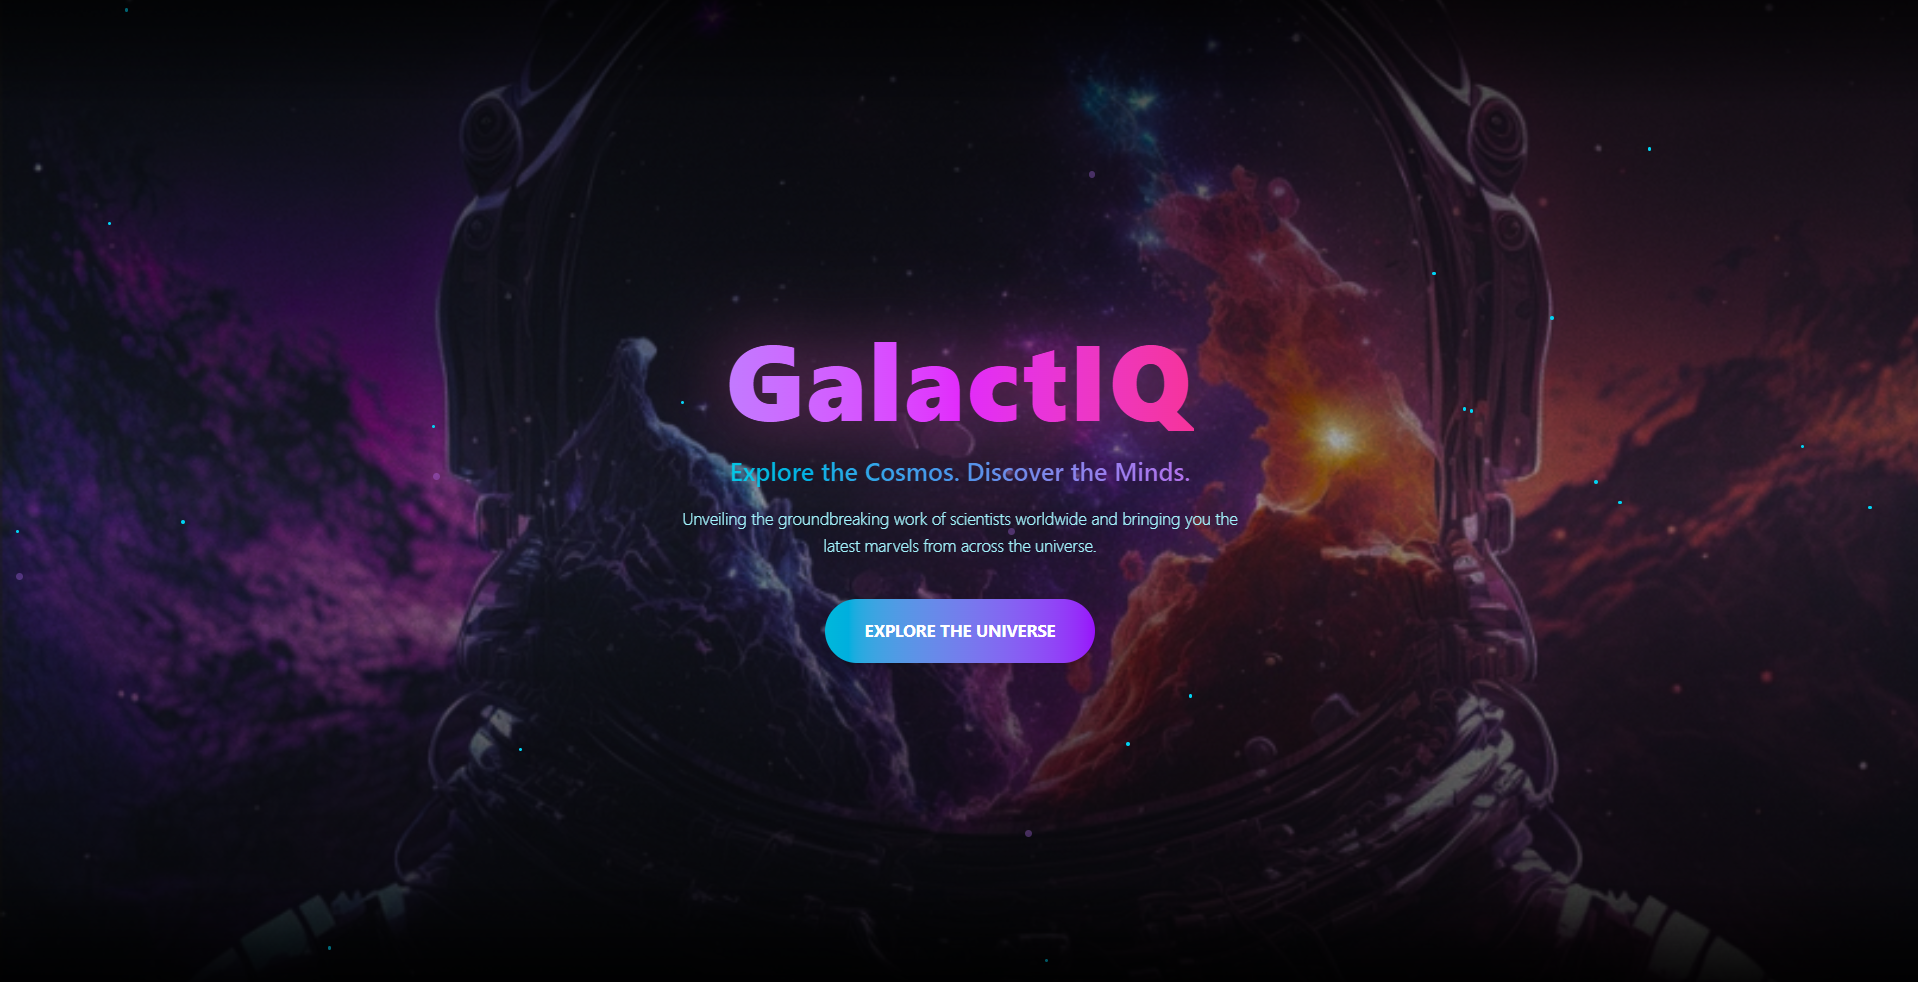 GalactIQ
Explore the Cosmos. Discover the Minds.
Unveiling the groundbreaking work of scientists worldwide and bringing you the
latest marvels from across the universe.
EXPLORE THE UNIVERSE